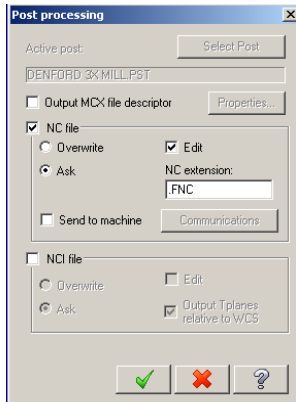 Post processing
Active post:
Select Post
DENFORD 3X MILL.PST
Output MCX file descriptor
Properties...
NC file
Overwrite
Edit
Ask
NC extension:
.FNC
Send to machine
Communications
NCI file
Overwrite
Edit
Ask
Output Tplanes
relative to WCS